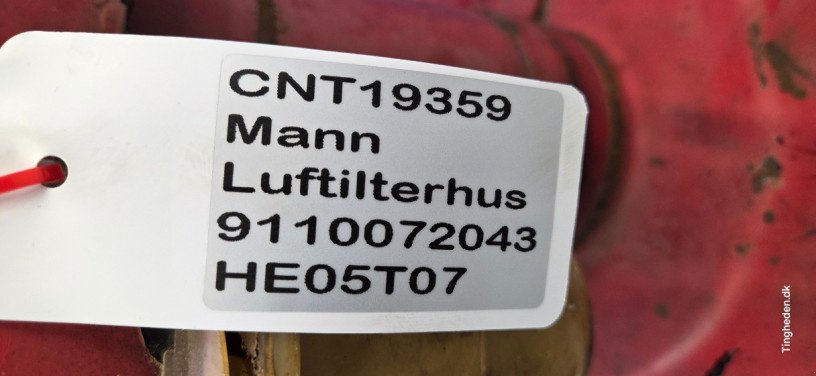 CNT19359
Mann
Luftilterhus
9110072043
HE05T07
Tingheden.dk